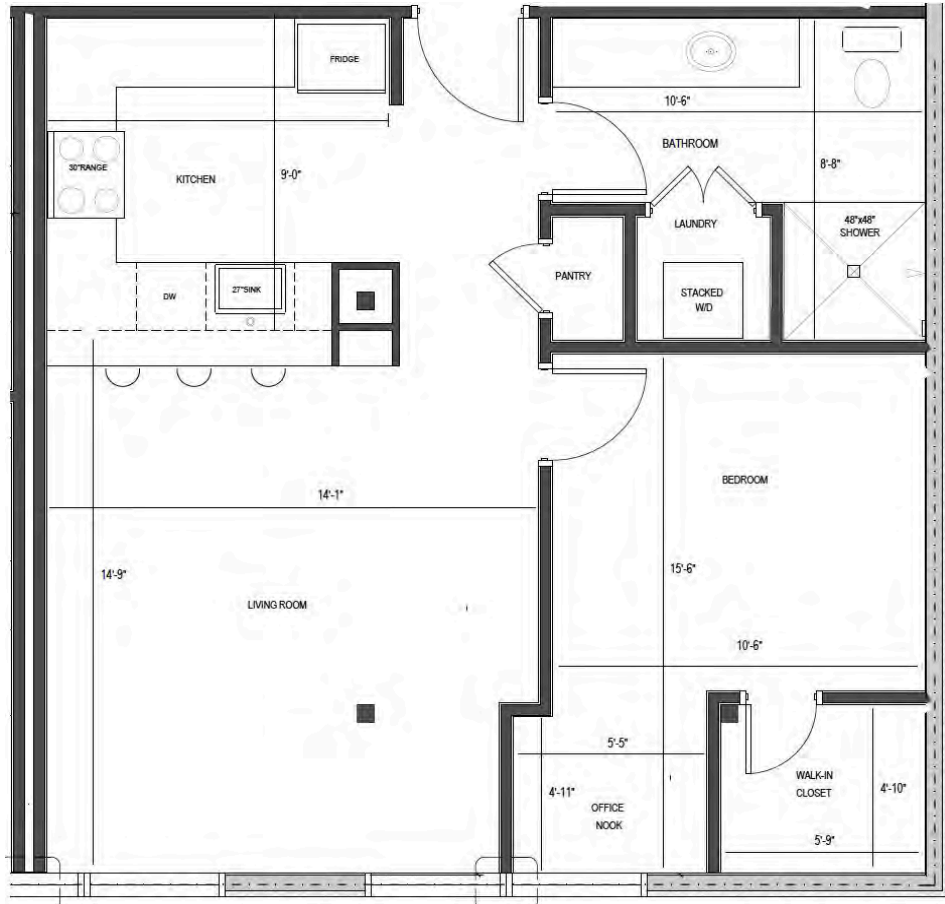 FRIDGE
10'-6"
BATHROOM
30"RANGE
KITCHEN
9'-0"
8'-8"
LAUNDRY
48"x48"
SHOWER
PANTRY
DW
27"SINK
STACKED
W/D
BEDROOM
14'-1"
14'-9"
15'-6"
LIVING ROOM
10'-6"
5'-5"
4'-11"
OFFICE
NOOK
WALK-IN
CLOSET
4'-10"
5'-9"